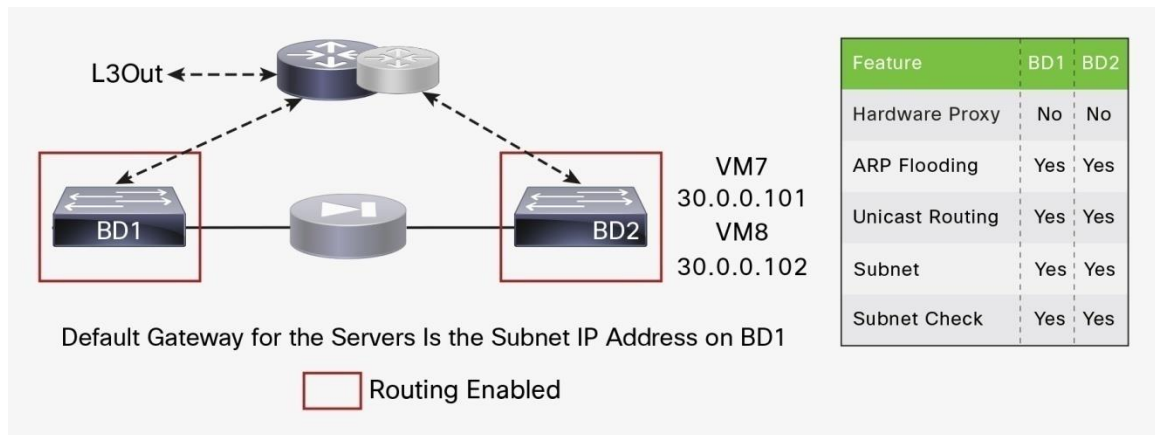 L3Out
BD1
BD2
VM7
30.0.0.101
VM8
30.0.0.102
Default Gateway for the Servers Is the Subnet IP Address on BD1
Routing Enabled
Feature BD1 BD2
Hardware Proxy No No
ARP Flooding Yes Yes
Unicast Routing Yes Yes
Subnet Yes Yes
Subnet Check Yes Yes